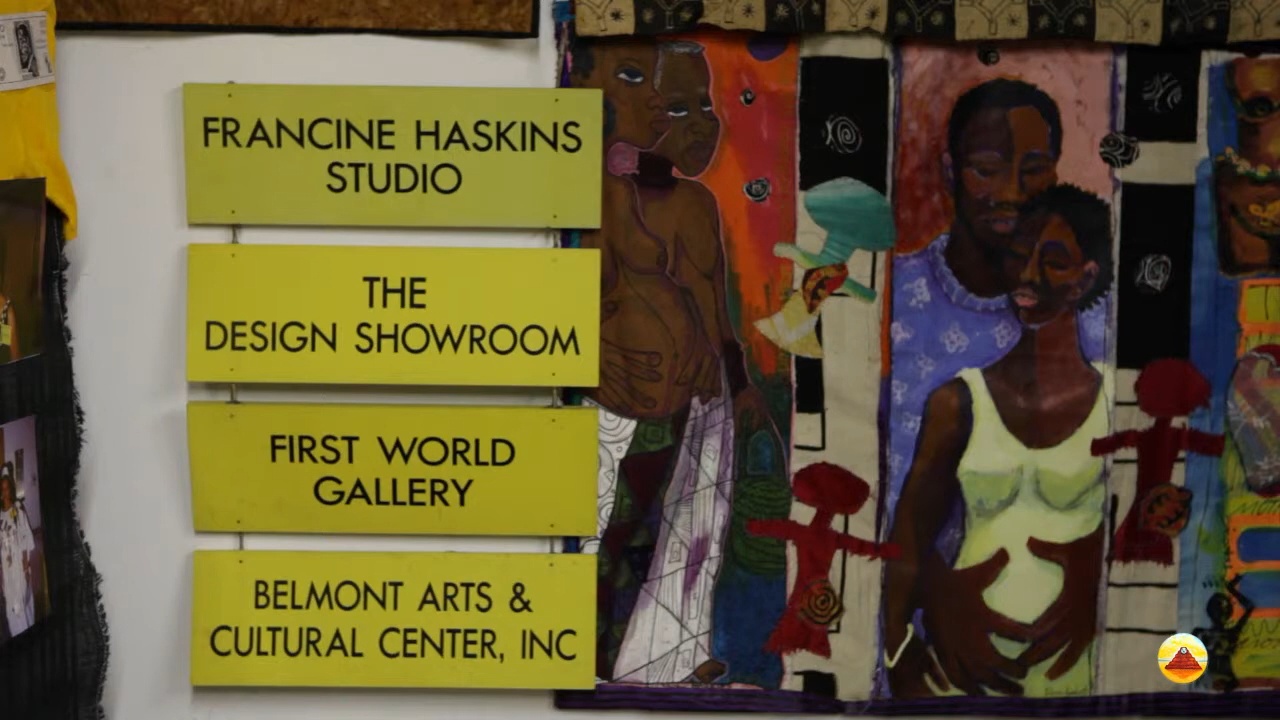 FRANCINE HASKINS
STUDIO
THE
DESIGN SHOWROOM
FIRST WORLD
GALLERY
BELMONT ARTS &
CULTURAL CENTER, INC